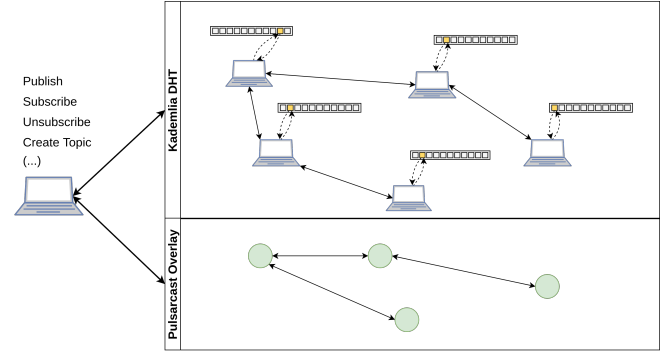 Publish
Subscribe
Unsubscribe
Create Topic
(...)
Kademlia DHT
Pulsarcast Overlay